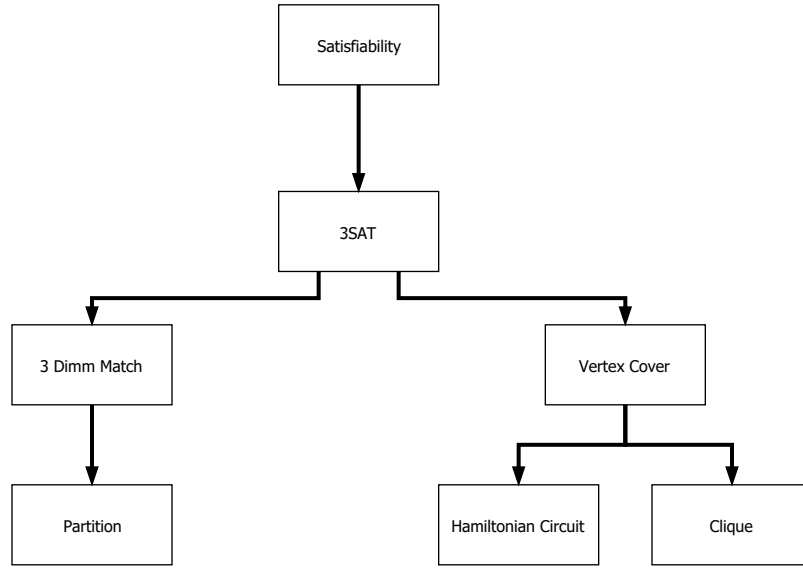 Satisfiability
3SAT
3 Dimm Match
Vertex Cover
Partition
Hamiltonian Circuit
Clique